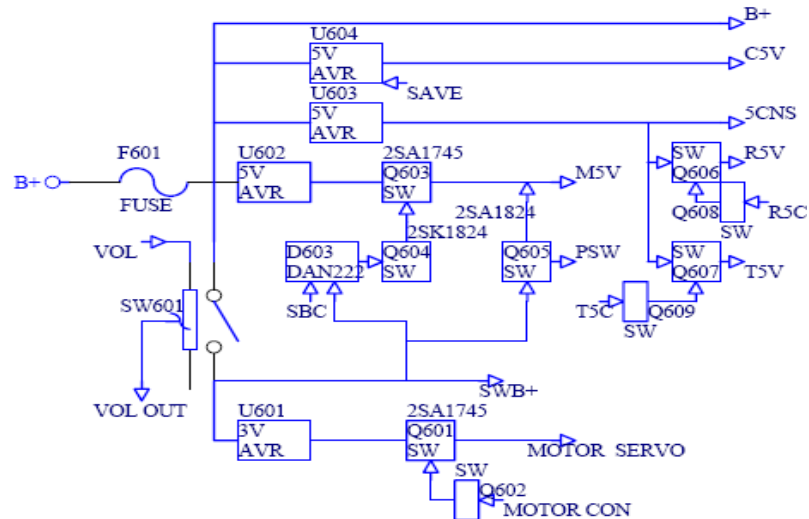 B+
U604
5V
AVR
C5V
SAVE
U603
5V
AVR
5CNS
F601
FUSE
B+
U602
5V
AVR
2SA1745
Q603
SW
M5V
SW
Q606
R5V
Q608
SW
R5C
2SA1824
2SK1824
VOL
D603
DAN222
Q604
SW
Q605
SW
PSW
SW
Q607
T5V
SBC
SW601
T5C
Q609
SW
VOL OUT
SWB+
U601
3V
AVR
2SA1745
Q601
SW
MOTOR SERVO
SW
Q602
MOTOR CON